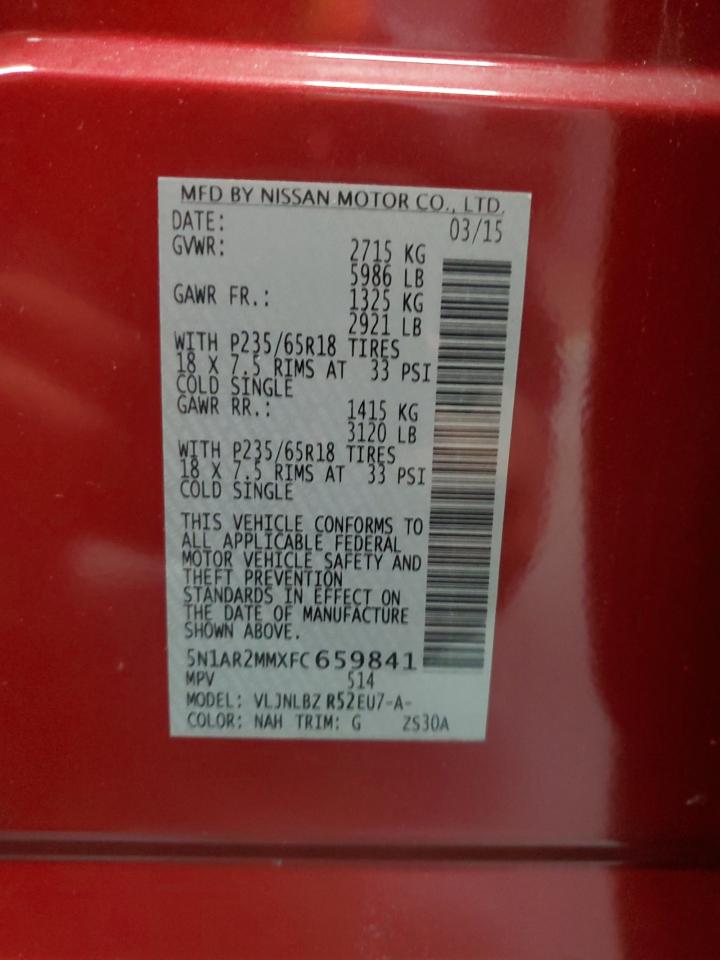 MFD BY NISSAN MOTOR CO., LTD.
DATE: 03/15
GVWR: 2715 KG
5986 LB
GAWR FR.: 1325 KG
2921 LB
WITH P235/65R18 TIRES
18 X 7.5 RIMS AT 33 PSI
COLD SINGLE
GAWR RR.: 1415 KG
3120 LB
WITH P235/65R18 TIRES
18 X 7.5 RIMS AT 33 PSI
COLD SINGLE
THIS VEHICLE CONFORMS TO
ALL APPLICABLE FEDERAL
MOTOR VEHICLE SAFETY AND
THEFT PREVENTION
STANDARDS IN EFFECT ON
THE DATE OF MANUFACTURE
SHOWN ABOVE.
5N1AR2MMXFC659841
MPV 514
MODEL: VLJNLBZ R52EU7-A-
COLOR: NAH TRIM: G ZS30A